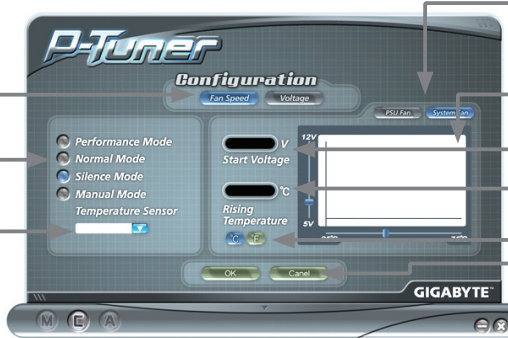 P-Tuner
Configuration
Fan Speed Voltage
PSU Fan System Fan
Performance Mode
Normal Mode
Silence Mode
Manual Mode
Temperature Sensor
V
Start Voltage
°C
Rising
Temperature
°C °F
12V
5V
OK Canel
GIGABYTE™
M C A